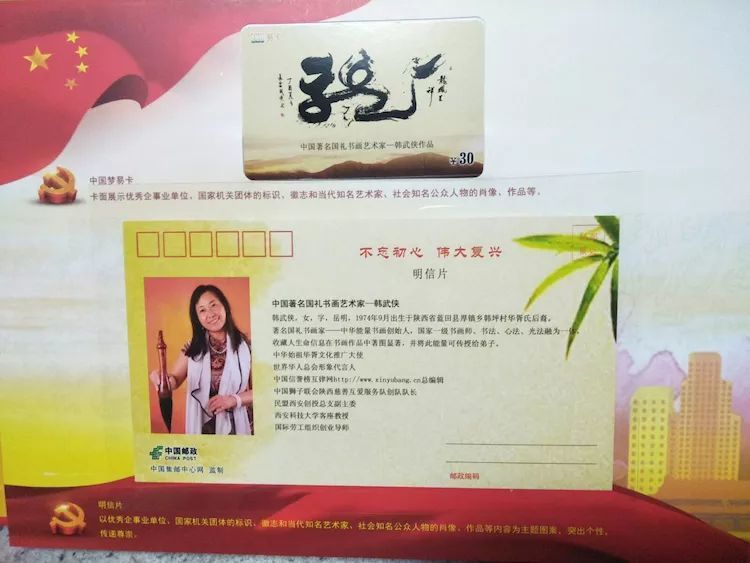 易卡
龙凤呈祥
中国著名国礼书画艺术家—韩武侠作品
￥30
中国梦易卡
卡面展示优秀企事业单位、国家机关团体的标识、徽志和当代知名艺术家、社会知名公众人物的肖像、作品等。
不忘初心 伟大复兴
明信片
中国著名国礼书画艺术家—韩武侠
韩武侠，女，字，岳明，1974年9月出生于陕西省蓝田县厚镇乡韩坪村华胥氏后裔。
著名国礼书画家——中华能量书画创始人，国家一级书画师、书法、心法、光法融为一体，
收藏人生命信息在书画作品中著图显著，并将此能量可传授给弟子。
中华始祖华胥文化推广大使
世界华人总会形象代言人
中国信誉榜互律网http://www.xinyubang.cn总编辑
中国狮子联会陕西慈善互爱服务队创队队长
民盟西安创授总支副主委
西安科技大学客座教授
国际劳工组织创业导师
中国邮政
CHINA POST
中国集邮中心网 监制
邮政编码
明信片
以优秀企事业单位、国家机关团体的标识、徽志和当代知名艺术家、社会知名公众人物的肖像、作品等内容为主题图案，突出个性，
传递尊崇。